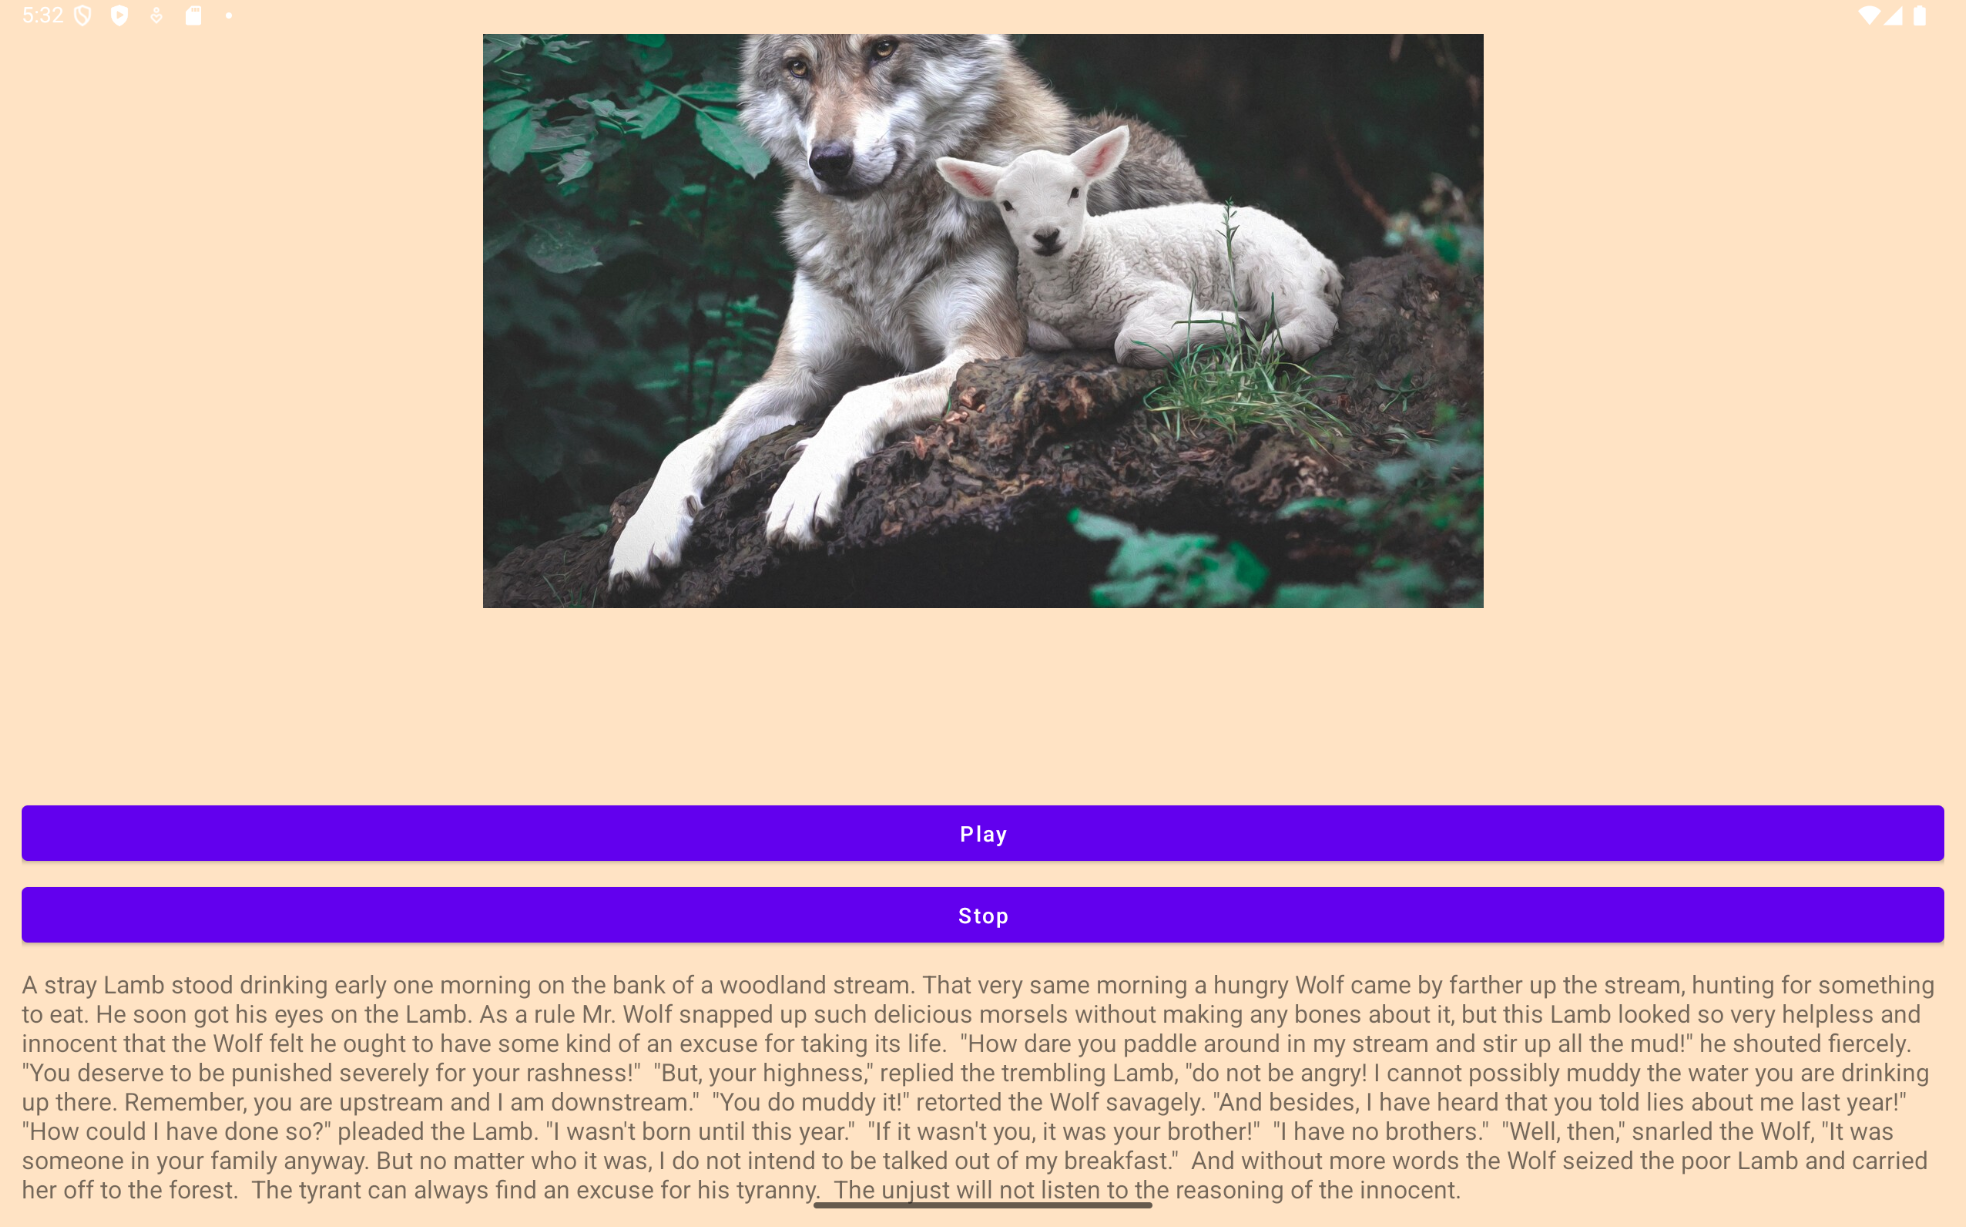 5:32
Play
Stop
A stray Lamb stood drinking early one morning on the bank of a woodland stream. That very same morning a hungry Wolf came by farther up the stream, hunting for something
to eat. He soon got his eyes on the Lamb. As a rule Mr. Wolf snapped up such delicious morsels without making any bones about it, but this Lamb looked so very helpless and
innocent that the Wolf felt he ought to have some kind of an excuse for taking its life.  "How dare you paddle around in my stream and stir up all the mud!" he shouted fiercely.
"You deserve to be punished severely for your rashness!"  "But, your highness," replied the trembling Lamb, "do not be angry! I cannot possibly muddy the water you are drinking
up there. Remember, you are upstream and I am downstream."  "You do muddy it!" retorted the Wolf savagely. "And besides, I have heard that you told lies about me last year!"
"How could I have done so?" pleaded the Lamb. "I wasn't born until this year."  "If it wasn't you, it was your brother!"  "I have no brothers."  "Well, then," snarled the Wolf, "It was
someone in your family anyway. But no matter who it was, I do not intend to be talked out of my breakfast."  And without more words the Wolf seized the poor Lamb and carried
her off to the forest.  The tyrant can always find an excuse for his tyranny.  The unjust will not listen to the reasoning of the innocent.